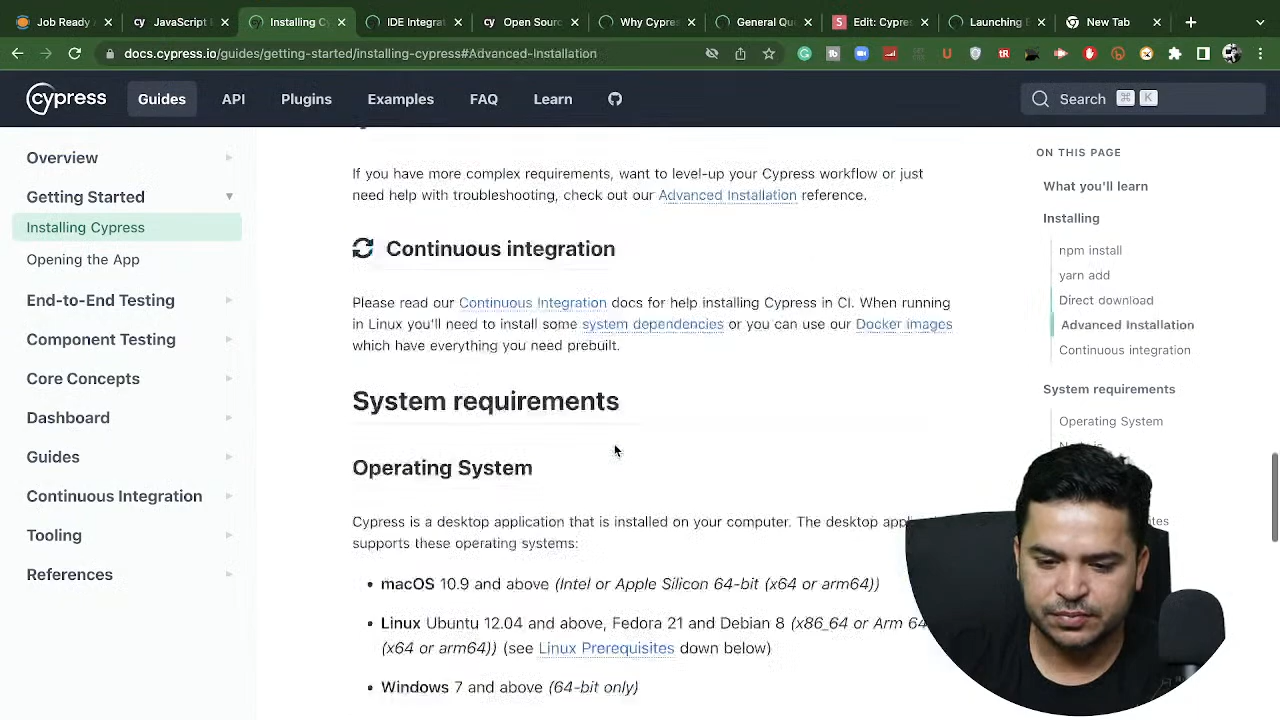 Job Ready
JavaScript
Installing Cy
IDE Integrat
Open Sourc
Why Cypres
General Qu
Edit: Cypres
Launching
New Tab
docs.cypress.io/guides/getting-started/installing-cypress#Advanced-Installation
cypress
Guides
API
Plugins
Examples
FAQ
Learn
Search
K
Overview
Getting Started
Installing Cypress
Opening the App
End-to-End Testing
Component Testing
Core Concepts
Dashboard
Guides
Continuous Integration
Tooling
References
If you have more complex requirements, want to level-up your Cypress workflow or just
need help with troubleshooting, check out our Advanced Installation reference.
Continuous integration
Please read our Continuous Integration docs for help installing Cypress in CI. When running
in Linux you'll need to install some system dependencies or you can use our Docker images
which have everything you need prebuilt.
System requirements
Operating System
Cypress is a desktop application that is installed on your computer. The desktop
supports these operating systems:
• macOS 10.9 and above (Intel or Apple Silicon 64-bit (x64 or arm64))
• Linux Ubuntu 12.04 and above, Fedora 21 and Debian 8 (x86_64 or Arm 64
(x64 or arm64)) (see Linux Prerequisites down below)
• Windows 7 and above (64-bit only)
ON THIS PAGE
What you'll learn
Installing
npm install
yarn add
Direct download
Advanced Installation
Continuous integration
System requirements
Operating System